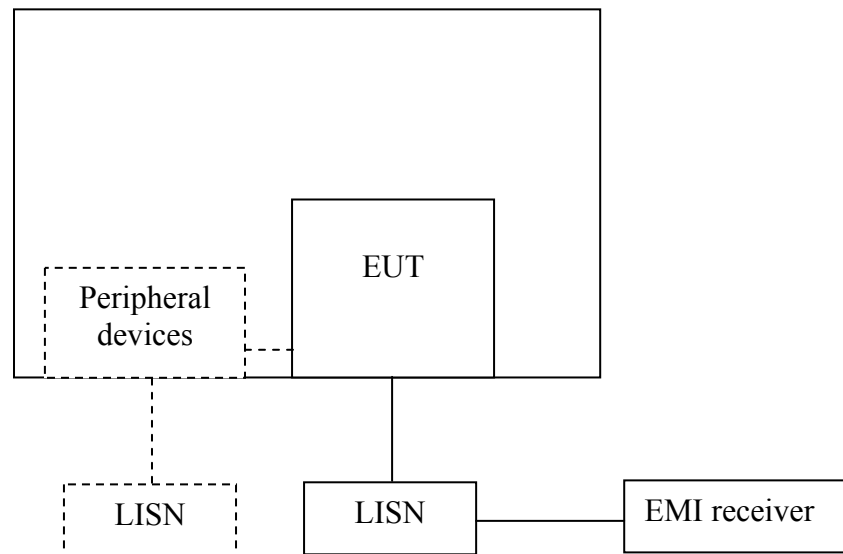 EUT
Peripheral
devices
LISN
LISN
EMI receiver